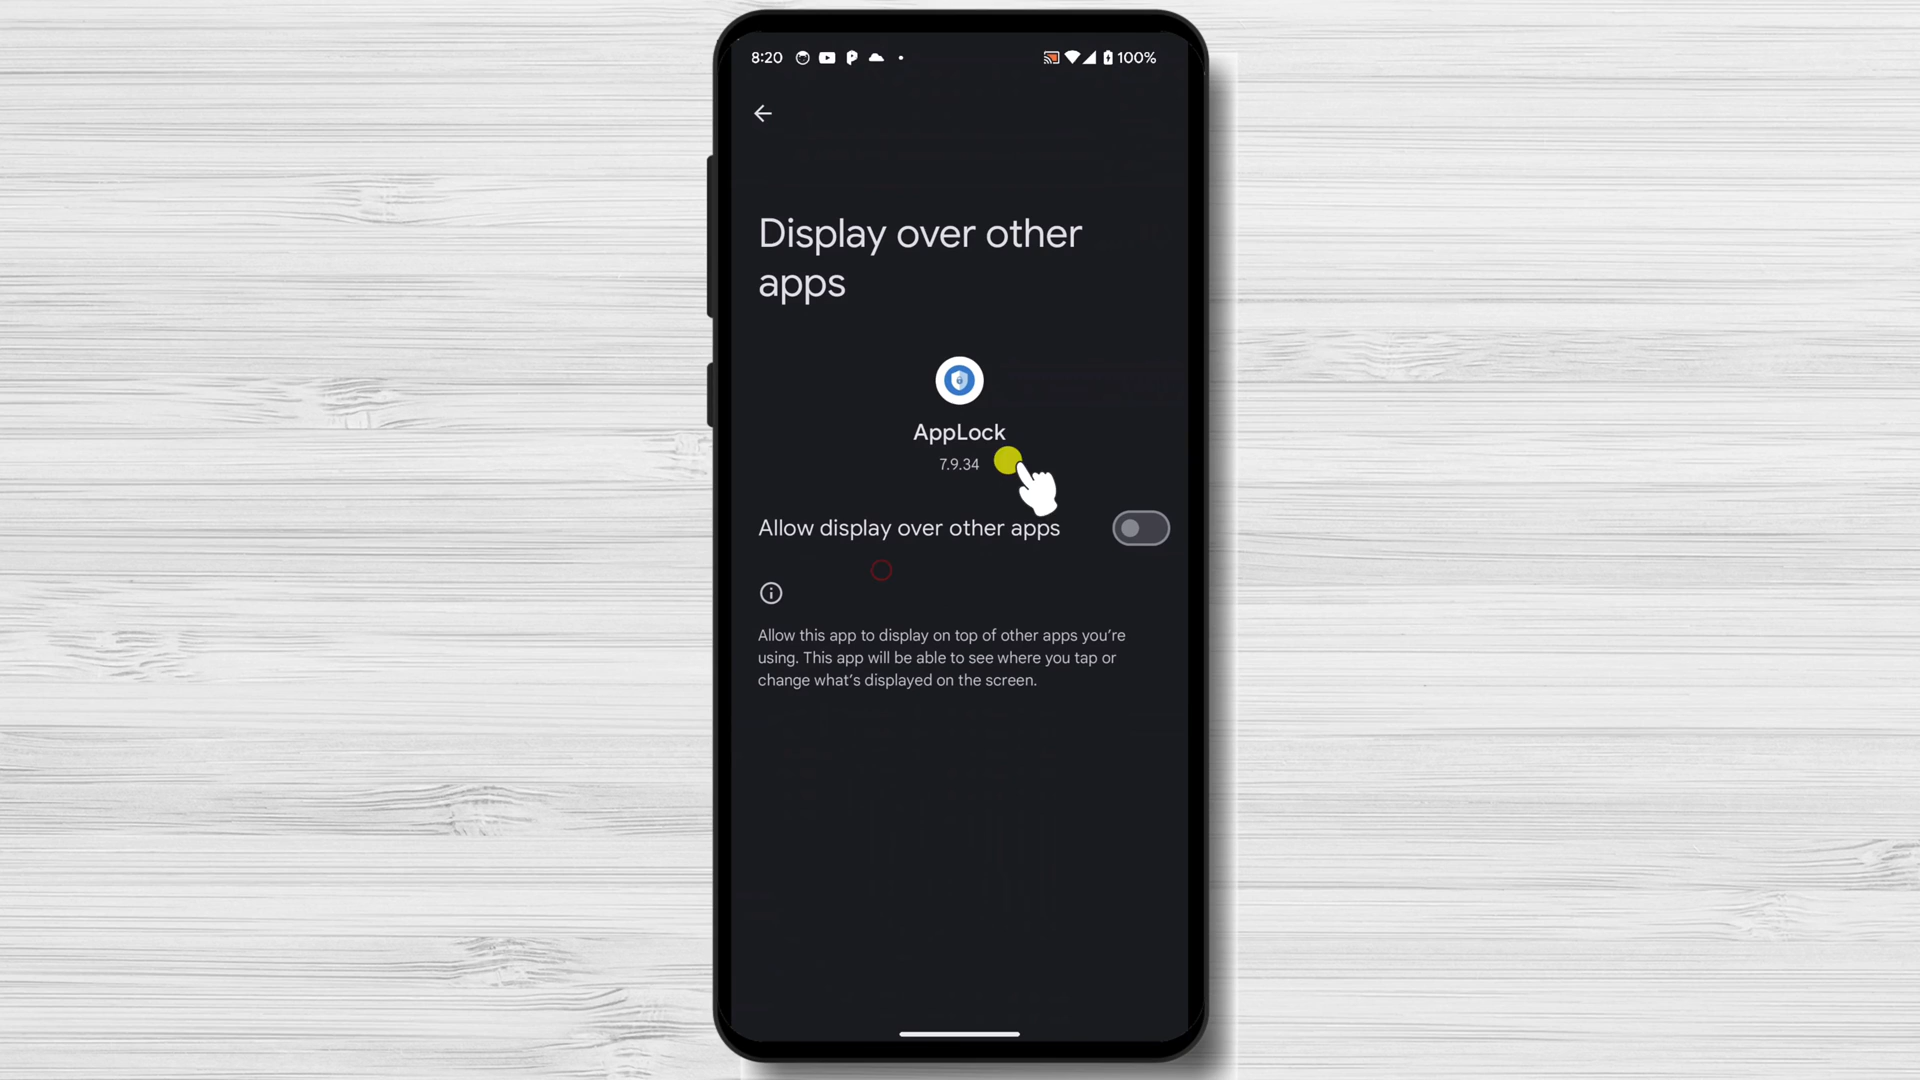 8:20
100%
Display over other
apps
AppLock
7.9.34
Allow display over other apps
Allow this app to display on top of other apps you’re
using. This app will be able to see where you tap or
change what’s displayed on the screen.